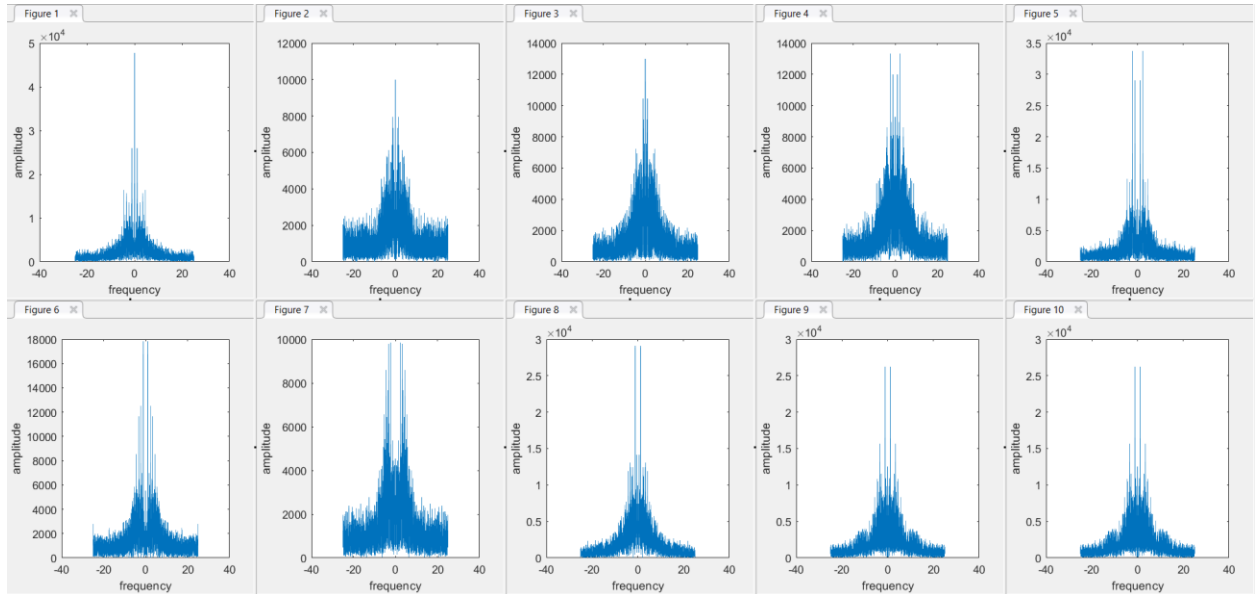 Figure 1
×10⁴
5
4
3
2
1
0
-40 -20 0 20 40
amplitude
frequency
Figure 2
12000
10000
8000
6000
4000
2000
0
-40 -20 0 20 40
amplitude
frequency
Figure 3
14000
12000
10000
8000
6000
4000
2000
0
-40 -20 0 20 40
amplitude
frequency
Figure 4
14000
12000
10000
8000
6000
4000
2000
0
-40 -20 0 20 40
amplitude
frequency
Figure 5
×10⁴
3.5
3
2.5
2
1.5
1
0.5
0
-40 -20 0 20 40
amplitude
frequency
Figure 6
18000
16000
14000
12000
10000
8000
6000
4000
2000
0
-40 -20 0 20 40
amplitude
frequency
Figure 7
10000
8000
6000
4000
2000
0
-40 -20 0 20 40
amplitude
frequency
Figure 8
×10⁴
3
2.5
2
1.5
1
0.5
0
-40 -20 0 20 40
amplitude
frequency
Figure 9
×10⁴
3
2.5
2
1.5
1
0.5
0
-40 -20 0 20 40
amplitude
frequency
Figure 10
×10⁴
3
2.5
2
1.5
1
0.5
0
-40 -20 0 20 40
amplitude
frequency